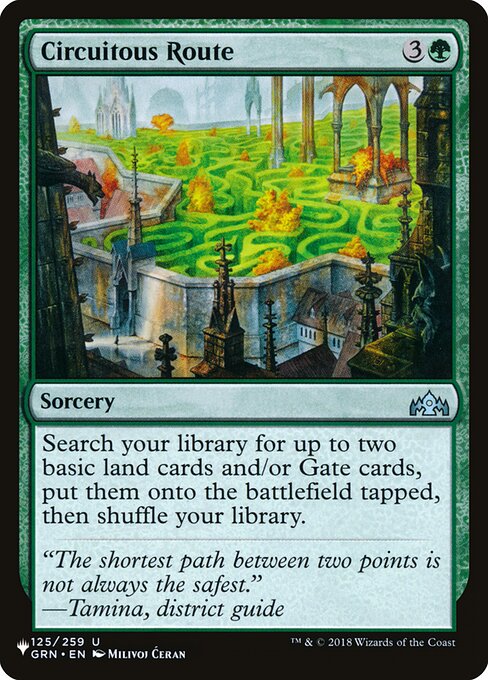 Circuitous Route 3
Sorcery
Search your library for up to two
basic land cards and/or Gate cards,
put them onto the battlefield tapped,
then shuffle your library.
“The shortest path between two points is
not always the safest.”
—Tamina, district guide
125/259 U
GRN • EN Milivoj Ćeran
™ & © 2018 Wizards of the Coast